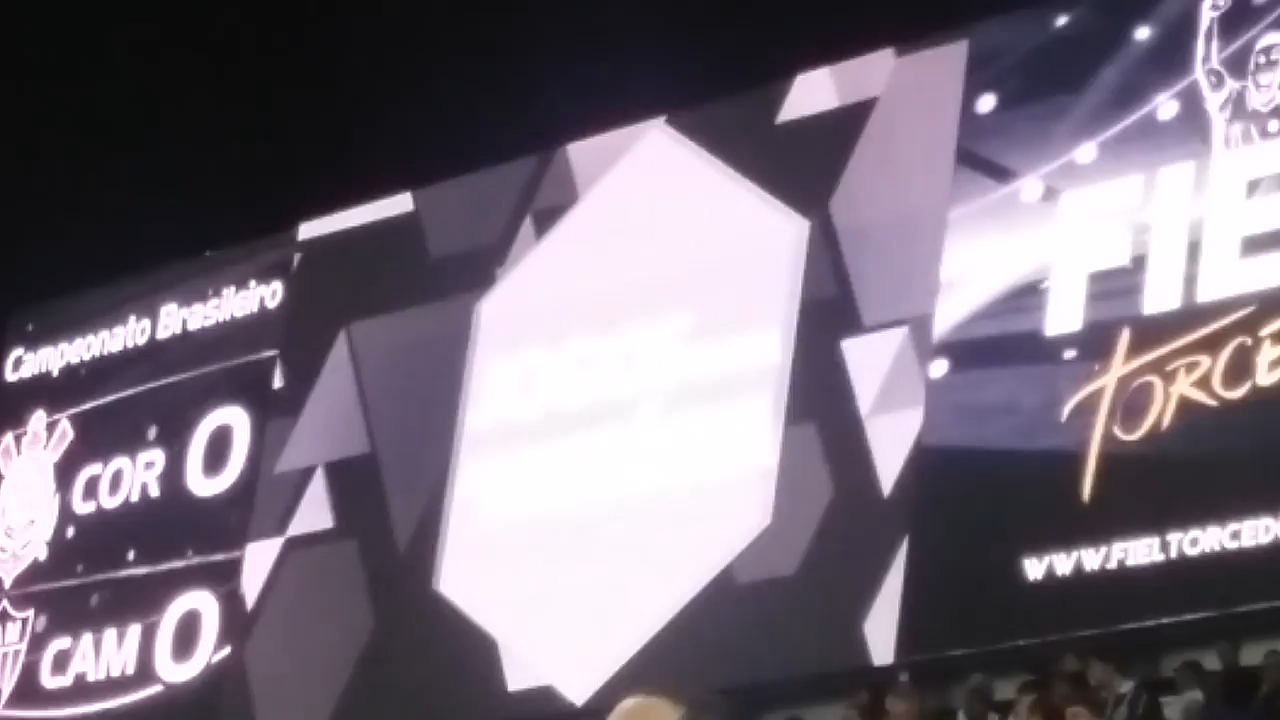 Campeonato Brasileiro
COR 0
CAM 0
FIE
TORCE
WWW.FIELTORCED